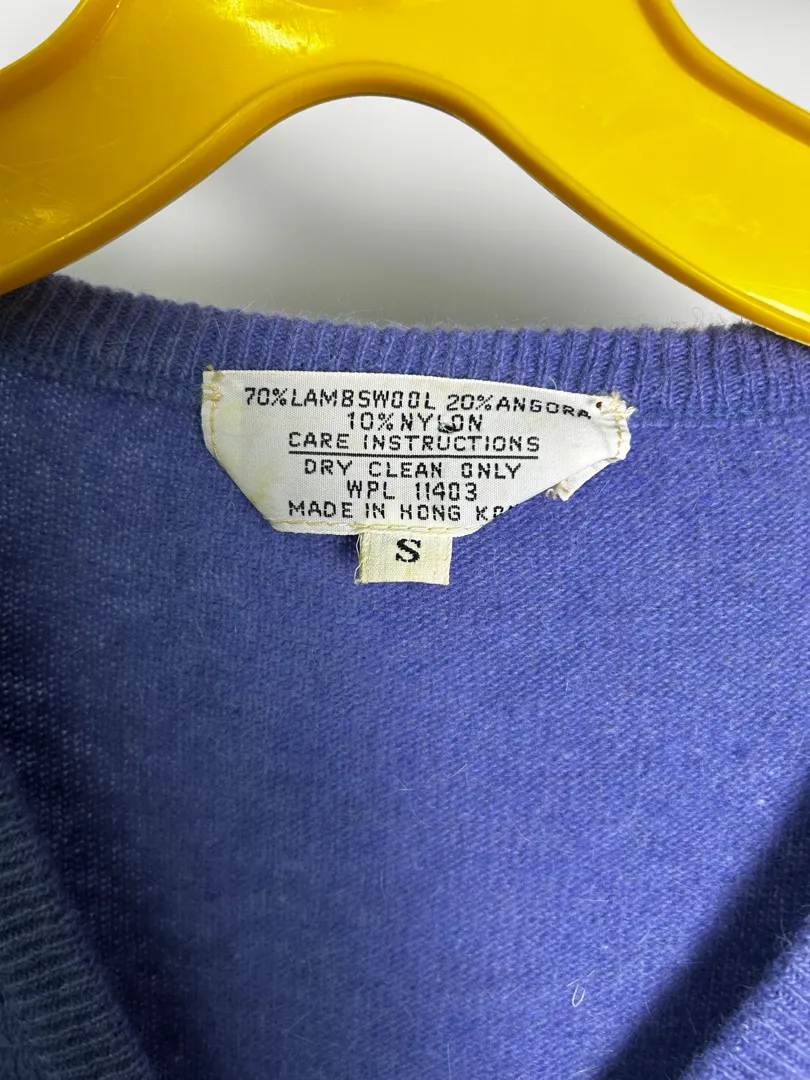 70% LAMBSWOOL 20% ANGORA
10% NYLON
CARE INSTRUCTIONS
DRY CLEAN ONLY
WPL 11403
MADE IN HONG
S